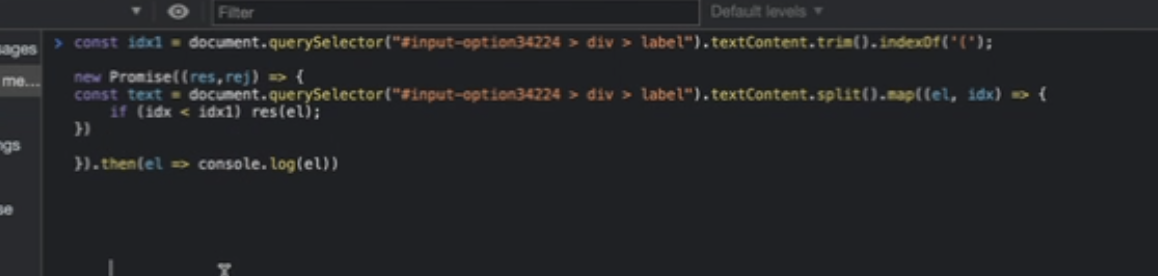 Filter
Default levels ▼
sages
me...
ngs
se
> const idx1 = document.querySelector("#input-option34224 > div > label").textContent.trim().indexOf('(');
new Promise((res,rej) => {
const text = document.querySelector("#input-option34224 > div > label").textContent.split().map((el, idx) => {
if (idx < idx1) res(el);
})
}).then(el => console.log(el))